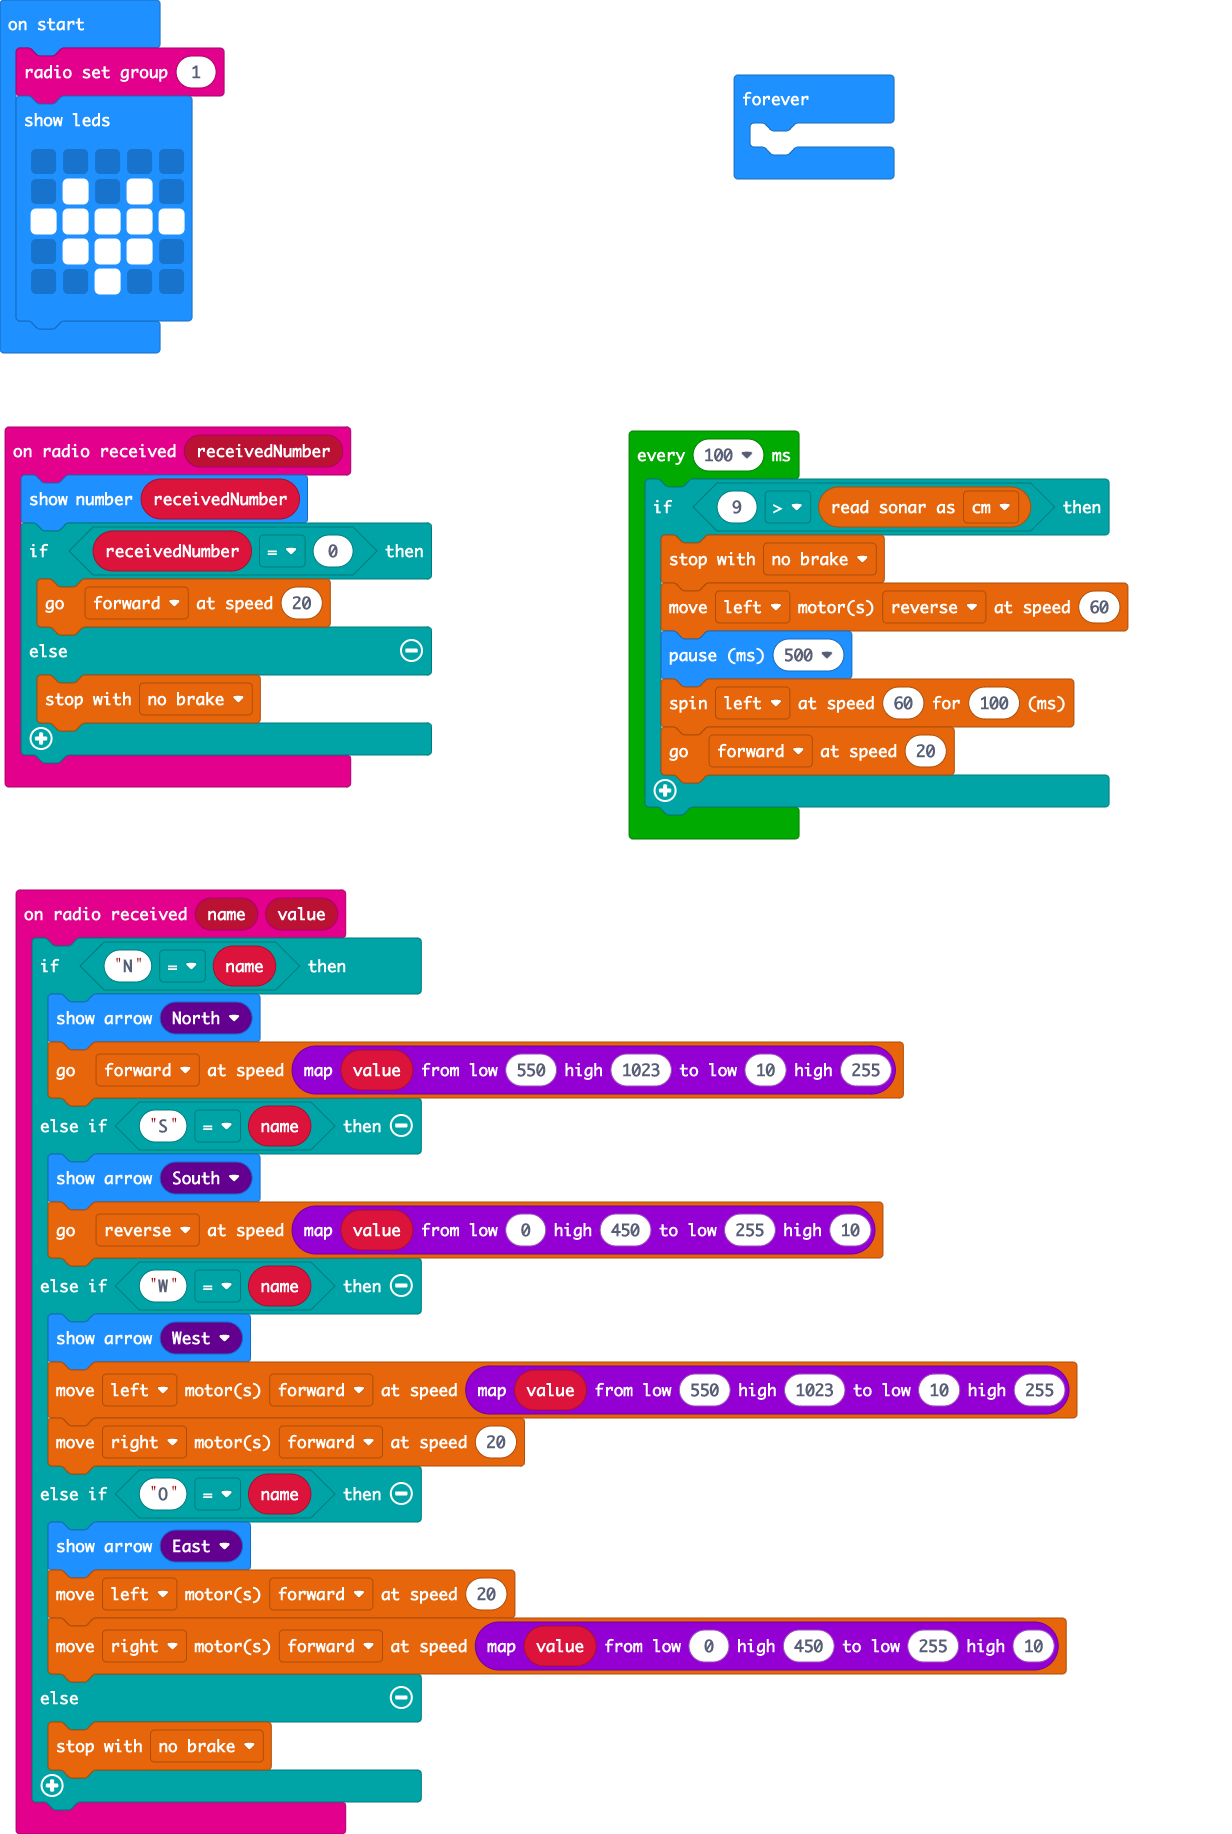 on start
radio set group 1
show leds
forever
on radio received receivedNumber
show number receivedNumber
if receivedNumber = 0 then
go forward at speed 20
else
stop with no brake
every 100 ms
if 9 > read sonar as cm then
stop with no brake
move left motor(s) reverse at speed 60
pause (ms) 500
spin left at speed 60 for 100 (ms)
go forward at speed 20
on radio received name value
if "N" = name then
show arrow North
go forward at speed map value from low 550 high 1023 to low 10 high 255
else if "S" = name then
show arrow South
go reverse at speed map value from low 0 high 450 to low 255 high 10
else if "W" = name then
show arrow West
move left motor(s) forward at speed map value from low 550 high 1023 to low 10 high 255
move right motor(s) forward at speed 20
else if "O" = name then
show arrow East
move left motor(s) forward at speed 20
move right motor(s) forward at speed map value from low 0 high 450 to low 255 high 10
else
stop with no brake